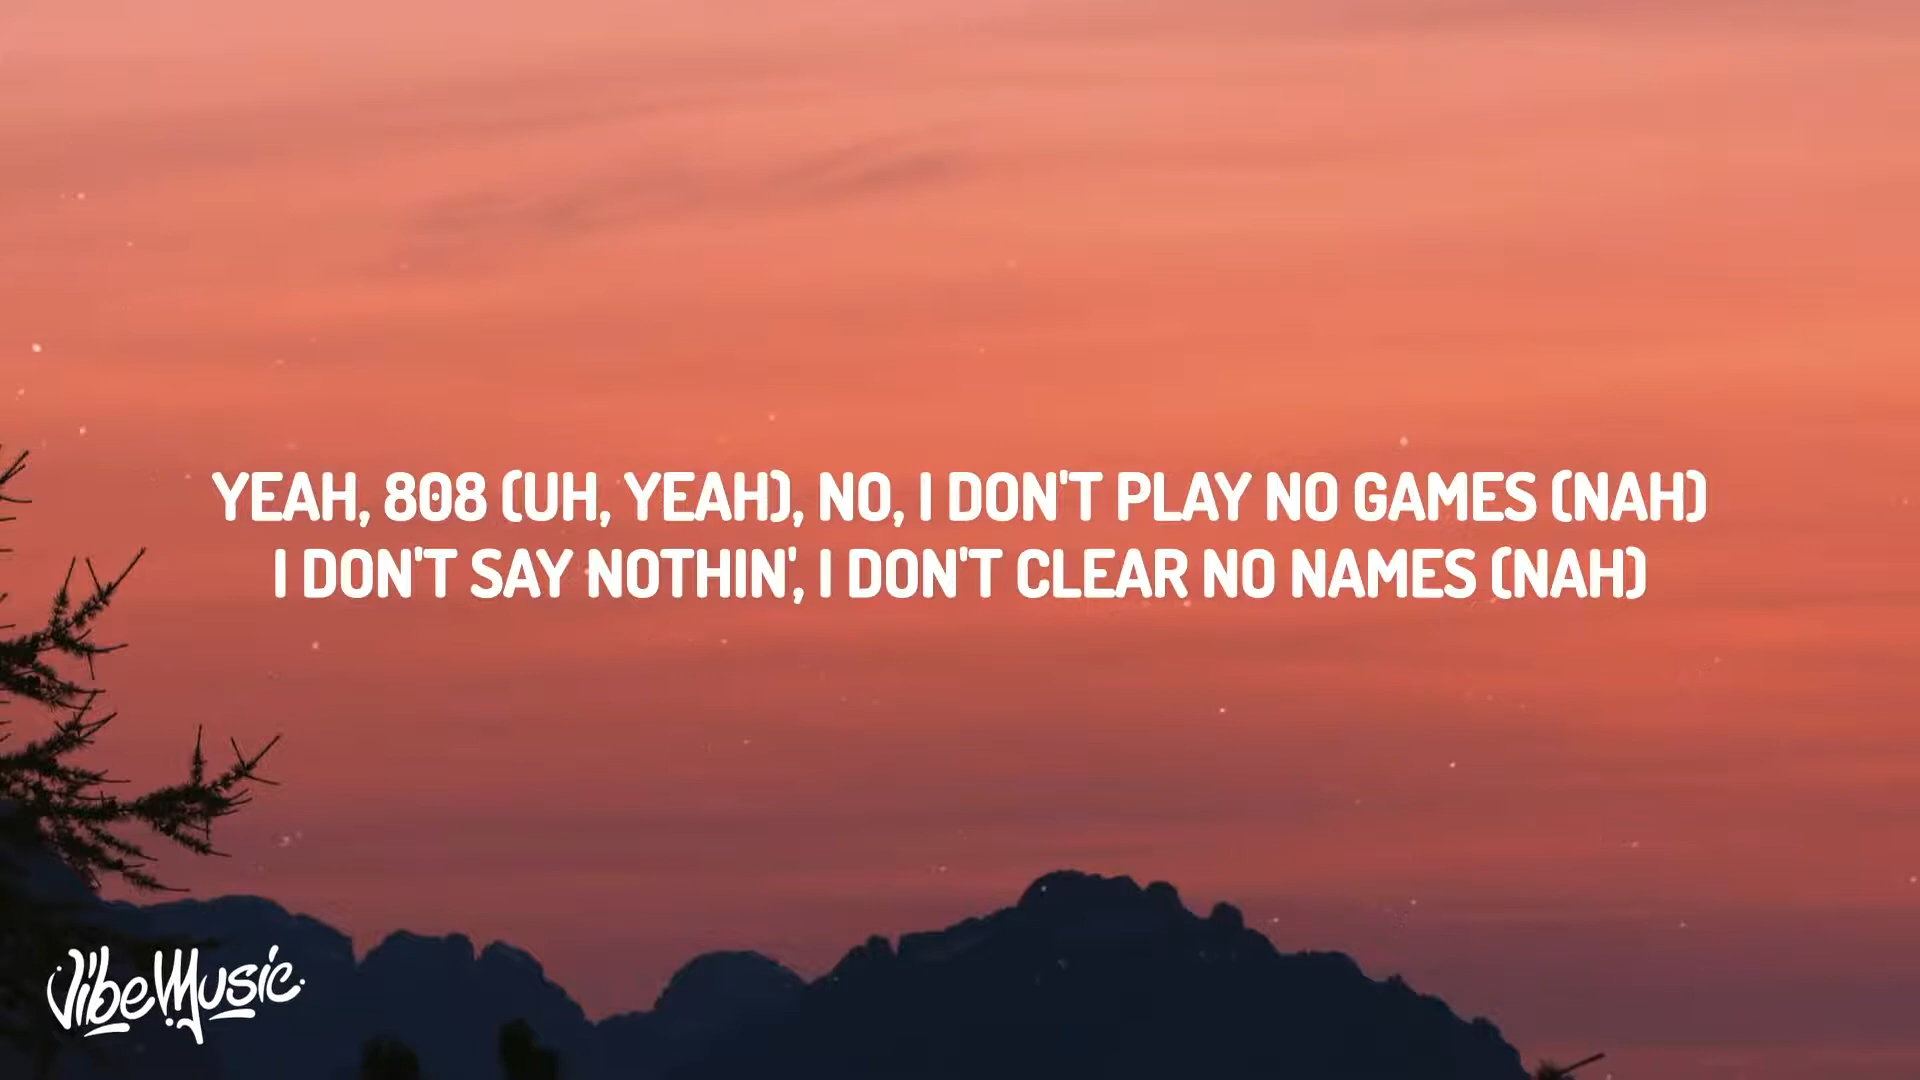 YEAH, 808 (UH, YEAH), NO, I DON'T PLAY NO GAMES (NAH)
I DON'T SAY NOTHIN', I DON'T CLEAR NO NAMES (NAH)
VibeMusic